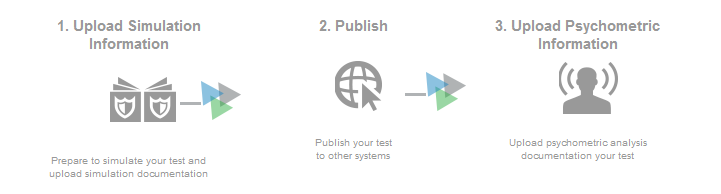 1. Upload Simulation
Information
2. Publish
3. Upload Psychometric
Information
Prepare to simulate your test and
upload simulation documentation
Publish your test
to other systems
Upload psychometric analysis
documentation your test